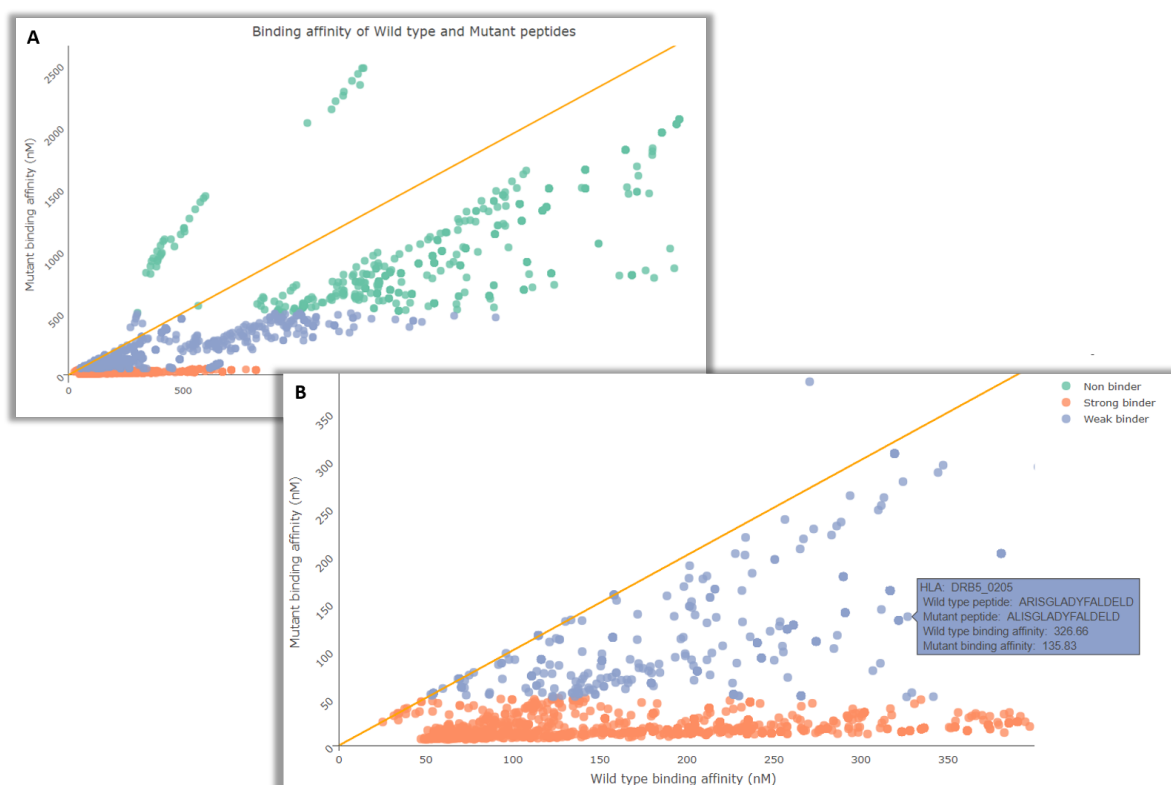 A
Binding affinity of Wild type and Mutant peptides
Mutant binding affinity (nM)
2500
2000
1500
1000
500
0
0
500
B
Non binder
Strong binder
Weak binder
Mutant binding affinity (nM)
350
300
250
200
150
100
50
0
HLA: DRB5_0205
Wild type peptide: ARISGLADYFALDELD
Mutant peptide: ALISGLADYFALDELD
Wild type binding affinity: 326.66
Mutant binding affinity: 135.83
0
50
100
150
200
250
300
350
Wild type binding affinity (nM)